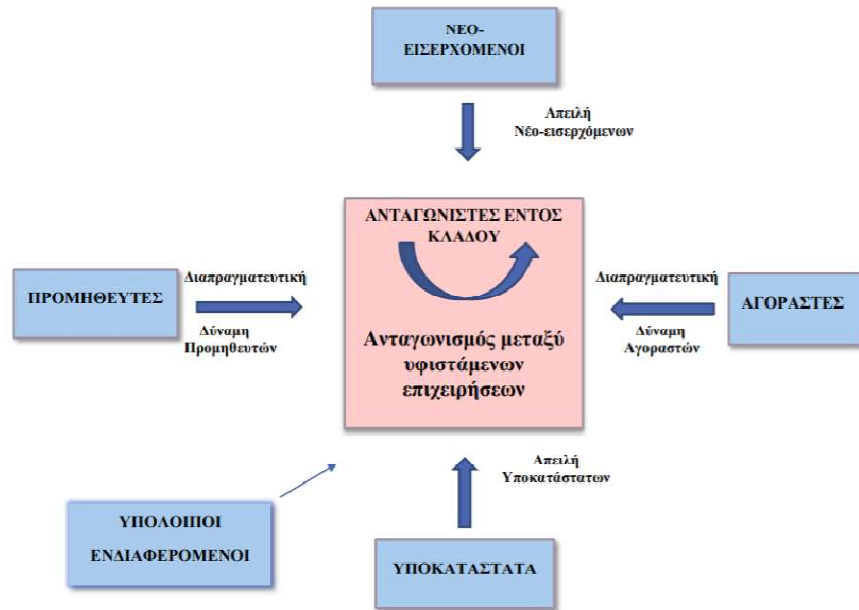 ΝΕΟ-
ΕΙΣΕΡΧΟΜΕΝΟΙ
Απειλή
Νέο-εισερχόμενων
ΑΝΤΑΓΩΝΙΣΤΕΣ ΕΝΤΟΣ
ΚΛΑΔΟΥ
Διαπραγματευτική
ΠΡΟΜΗΘΕΥΤΕΣ
Δύναμη
Προμηθευτών
Διαπραγματευτική
ΑΓΟΡΑΣΤΕΣ
Δύναμη
Αγοραστών
Ανταγωνισμός μεταξύ
υφιστάμενων
επιχειρήσεων
Απειλή
Υποκατάστατων
ΥΠΟΛΟΙΠΟΙ
ΕΝΔΙΑΦΕΡΟΜΕΝΟΙ
ΥΠΟΚΑΤΑΣΤΑΤΑ